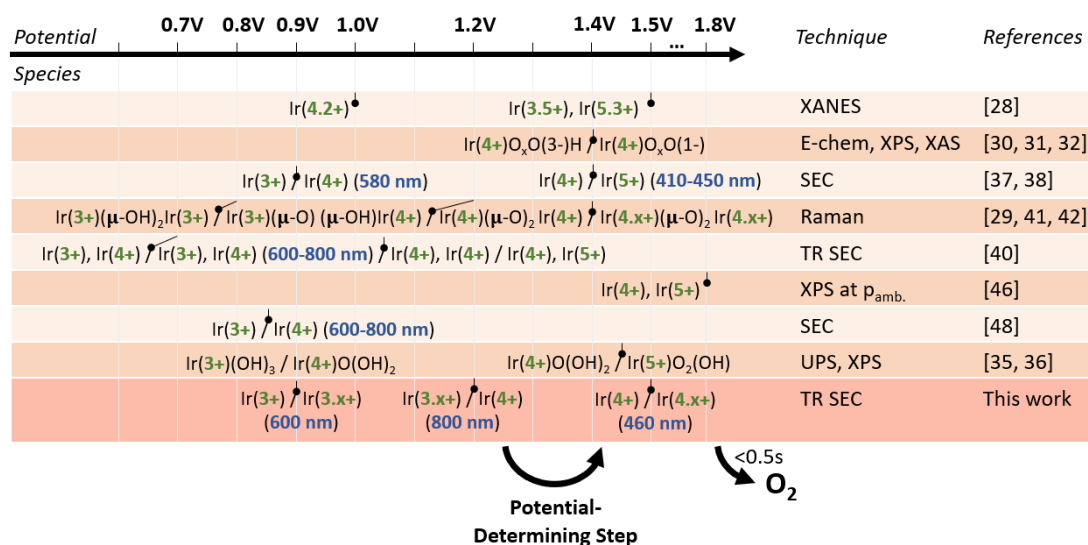 0.7V 0.8V 0.9V 1.0V 1.2V 1.4V 1.5V 1.8V
Potential ... Technique References
Species
Ir(4.2+) Ir(3.5+), Ir(5.3+) XANES [28]
Ir(4+)OₓO(3-)H / Ir(4+)OₓO(1-) E-chem, XPS, XAS [30, 31, 32]
Ir(3+) / Ir(4+) (580 nm) Ir(4+) / Ir(5+) (410-450 nm) SEC [37, 38]
Ir(3+)(μ-OH)₂Ir(3+) / Ir(3+)(μ-O) (μ-OH)Ir(4+) / Ir(4+)(μ-O)₂ Ir(4+) / Ir(4.x+)(μ-O)₂ Ir(4.x+) Raman [29, 41, 42]
Ir(3+), Ir(4+) / Ir(3+), Ir(4+) (600-800 nm) / Ir(4+), Ir(4+) / Ir(4+), Ir(5+) TR SEC [40]
Ir(4+), Ir(5+) XPS at pamb. [46]
Ir(3+) / Ir(4+) (600-800 nm) SEC [48]
Ir(3+)(OH)₃ / Ir(4+)O(OH)₂ Ir(4+)O(OH)₂ / Ir(5+)O₂(OH) UPS, XPS [35, 36]
Ir(3+) / Ir(3.x+) Ir(3.x+) / Ir(4+) Ir(4+) / Ir(4.x+) TR SEC This work
(600 nm) (800 nm) (460 nm)
<0.5s
O₂
Potential-
Determining Step